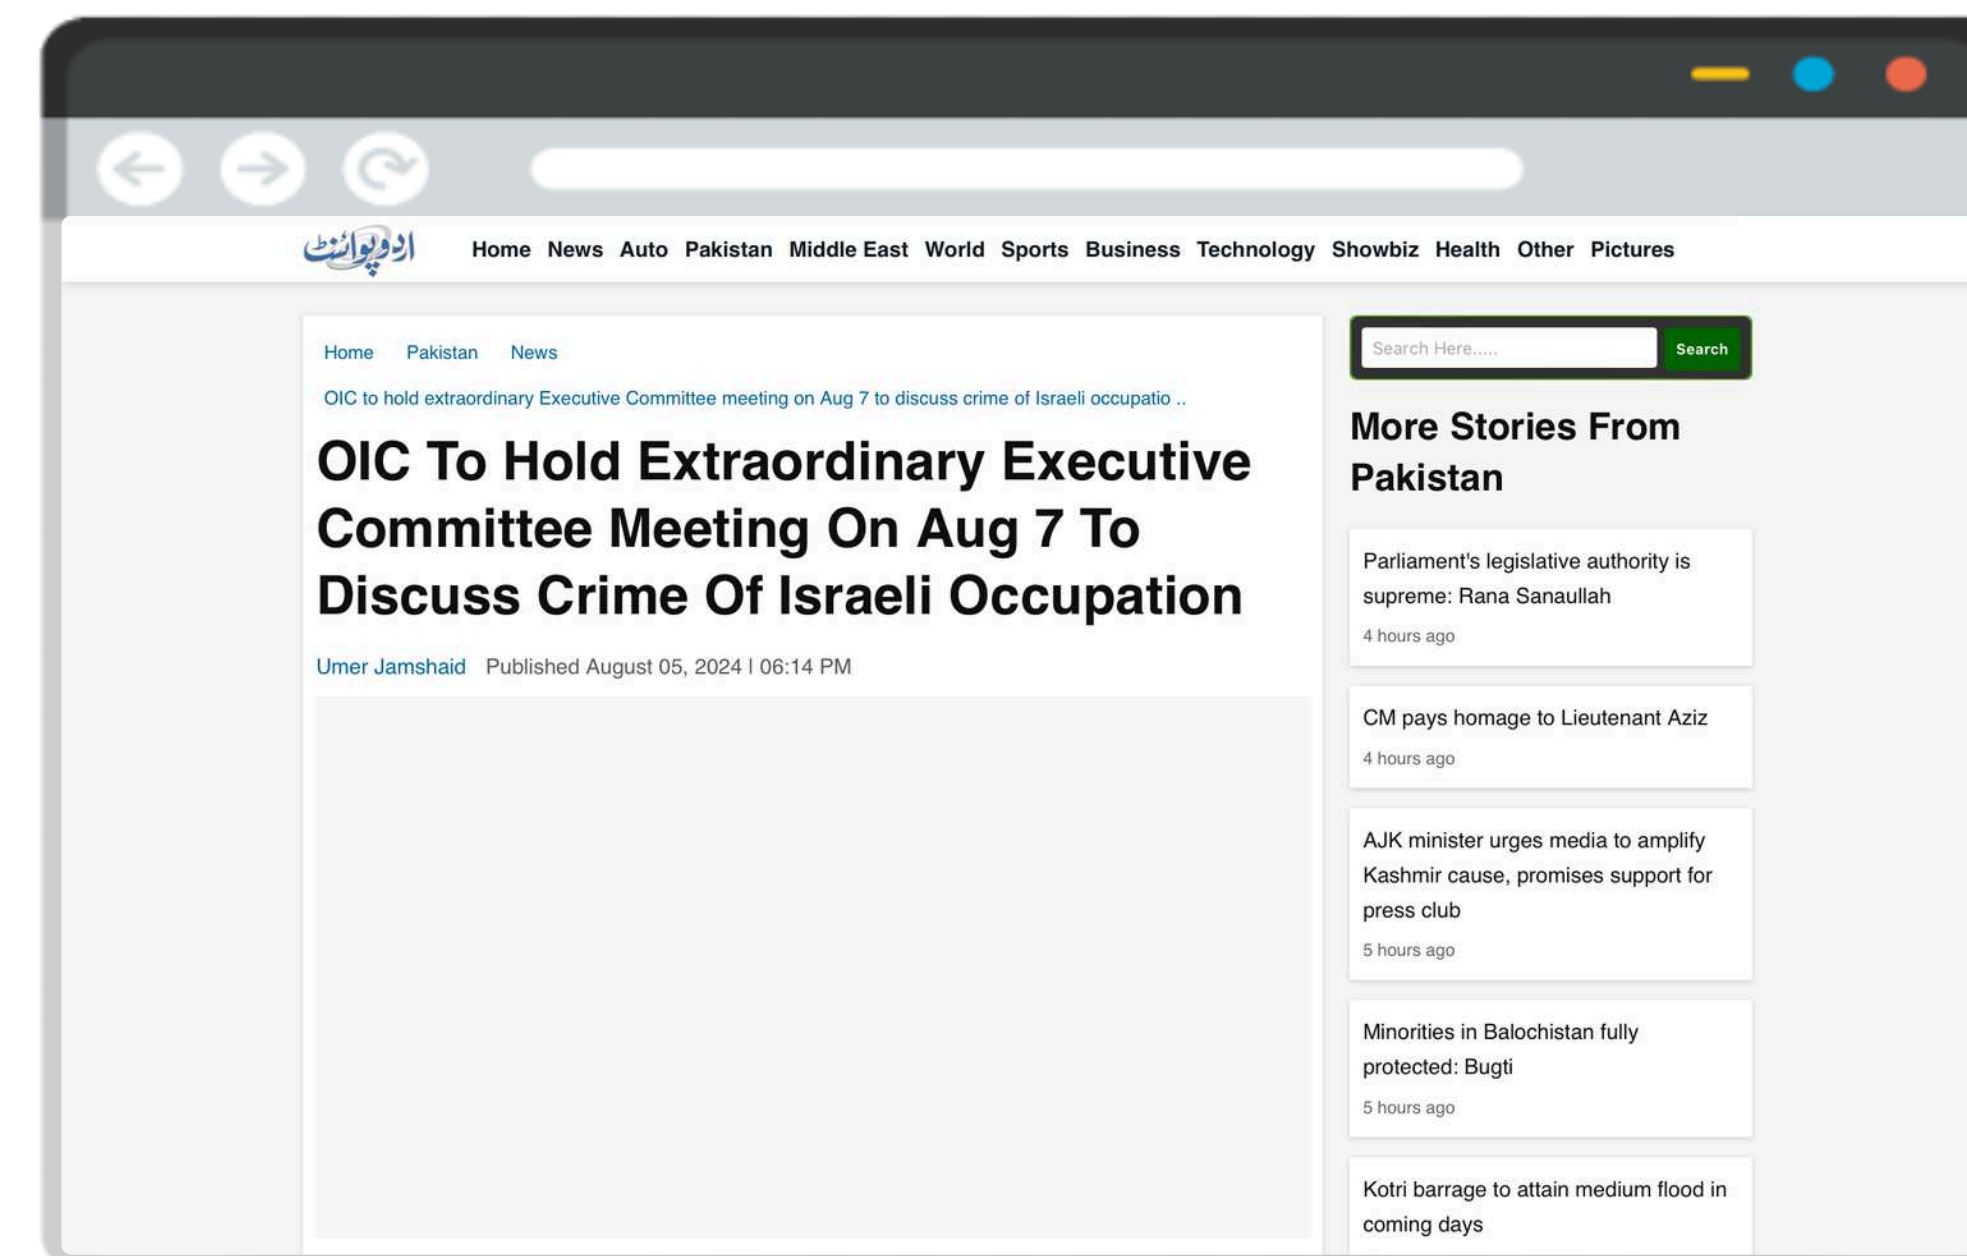 اردوپوائنٹ
Home News Auto Pakistan Middle East World Sports Business Technology Showbiz Health Other Pictures
Home Pakistan News
OIC to hold extraordinary Executive Committee meeting on Aug 7 to discuss crime of Israeli occupatio ..
OIC To Hold Extraordinary Executive
Committee Meeting On Aug 7 To
Discuss Crime Of Israeli Occupation
Umer Jamshaid Published August 05, 2024 | 06:14 PM
Search Here..... Search
More Stories From
Pakistan
Parliament's legislative authority is
supreme: Rana Sanaullah
4 hours ago
CM pays homage to Lieutenant Aziz
4 hours ago
AJK minister urges media to amplify
Kashmir cause, promises support for
press club
5 hours ago
Minorities in Balochistan fully
protected: Bugti
5 hours ago
Kotri barrage to attain medium flood in
coming days